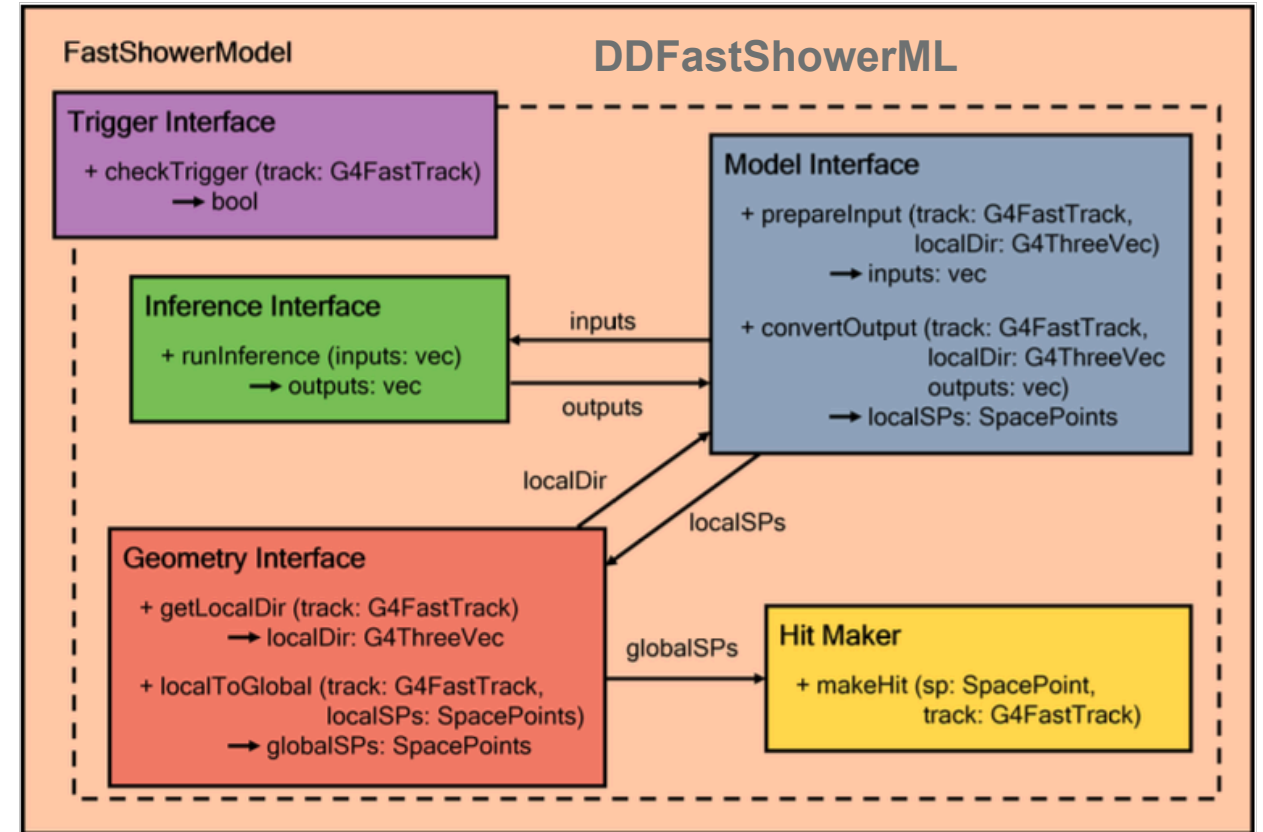 FastShowerModel
DDFastShowerML
Trigger Interface
+ checkTrigger (track: G4FastTrack)
→ bool
Model Interface
+ prepareInput (track: G4FastTrack,
localDir: G4ThreeVec)
→ inputs: vec
+ convertOutput (track: G4FastTrack,
localDir: G4ThreeVec
outputs: vec)
→ localSPs: SpacePoints
Inference Interface
+ runInference (inputs: vec)
→ outputs: vec
inputs
outputs
localDir
localSPs
Geometry Interface
+ getLocalDir (track: G4FastTrack)
→ localDir: G4ThreeVec
+ localToGlobal (track: G4FastTrack,
localSPs: SpacePoints)
→ globalSPs: SpacePoints
globalSPs
Hit Maker
+ makeHit (sp: SpacePoint,
track: G4FastTrack)